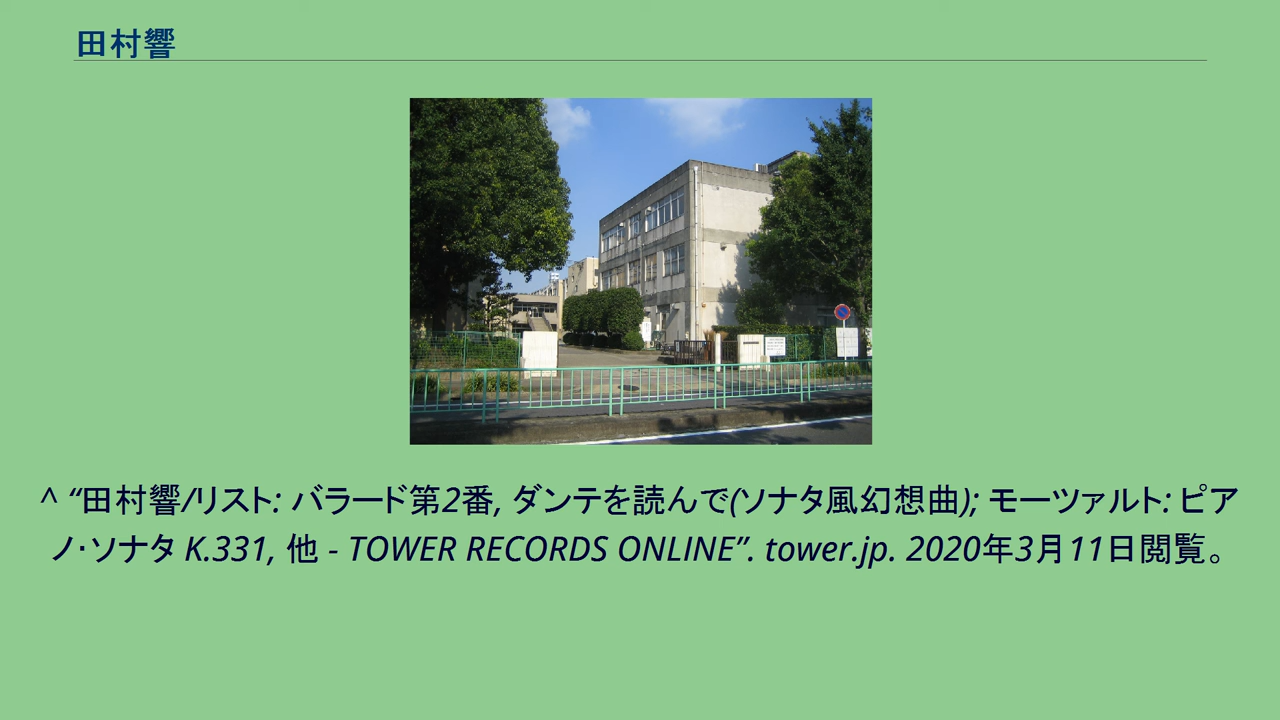 田村響
^ “田村響/リスト: バラード第2番, ダンテを読んで(ソナタ風幻想曲); モーツァルト: ピア
ノ·ソナタ K.331, 他 - TOWER RECORDS ONLINE”. tower.jp. 2020年3月11日閲覧。